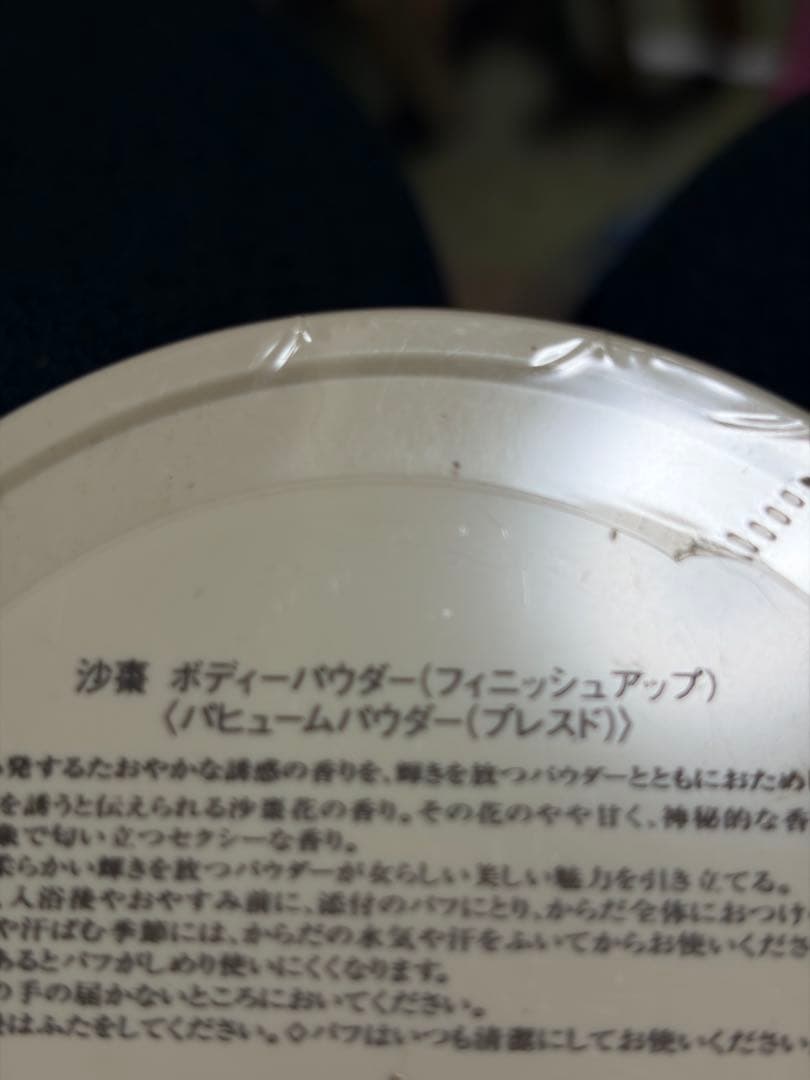 沙棗 ボディーパウダー(フィニッシュアップ)
〈パヒュームパウダー(プレスド)〉
発するたおやかな誘惑の香りを、輝きを放つパウダーとともにおため
を誘うと伝えられる沙棗花の香り。その花のやや甘く、神秘的な香
で匂い立つセクシーな香り。
柔らかい輝きを放つパウダーが女らしい美しい魅力を引き立てる。
、入浴後やおやすみ前に、添付のパフにとり、からだ全体におつけ
や汗ばむ季節には、からだの水気や汗をふいてからお使いくださ
あるとパフがしめり使いにくくなります。
の手の届かないところにおいてください。
はふたをしてください。◇パフはいつも清潔にしてお使いください